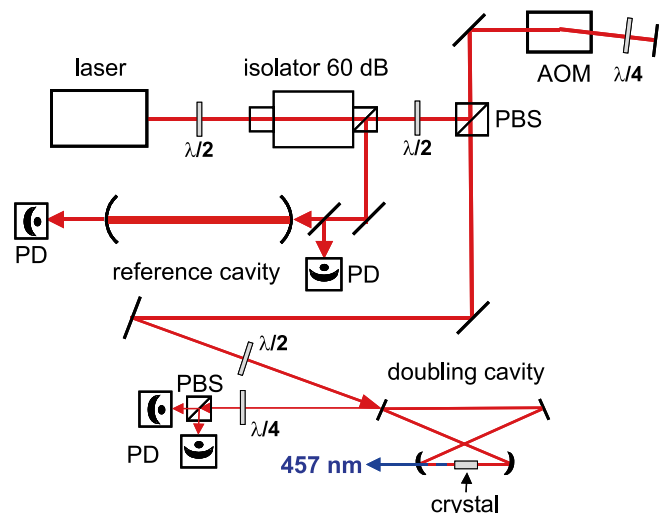 laser
isolator 60 dB
AOM
λ/4
PBS
λ/2
λ/2
PD
PD
reference cavity
λ/2
doubling cavity
PBS
λ/4
PD
457 nm
crystal